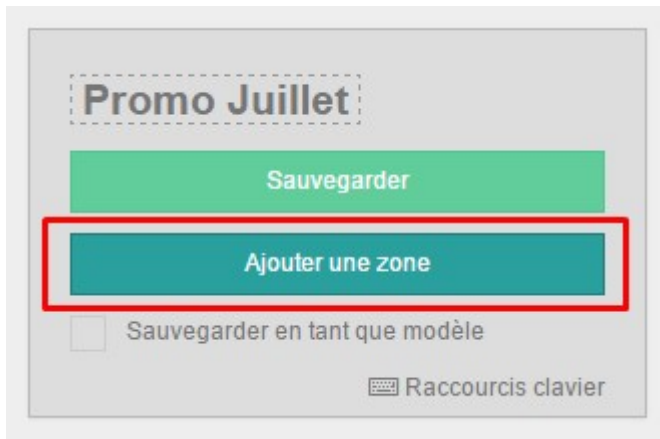 Promo Juillet
Sauvegarder
Ajouter une zone
Sauvegarder en tant que modèle
Raccourcis clavier